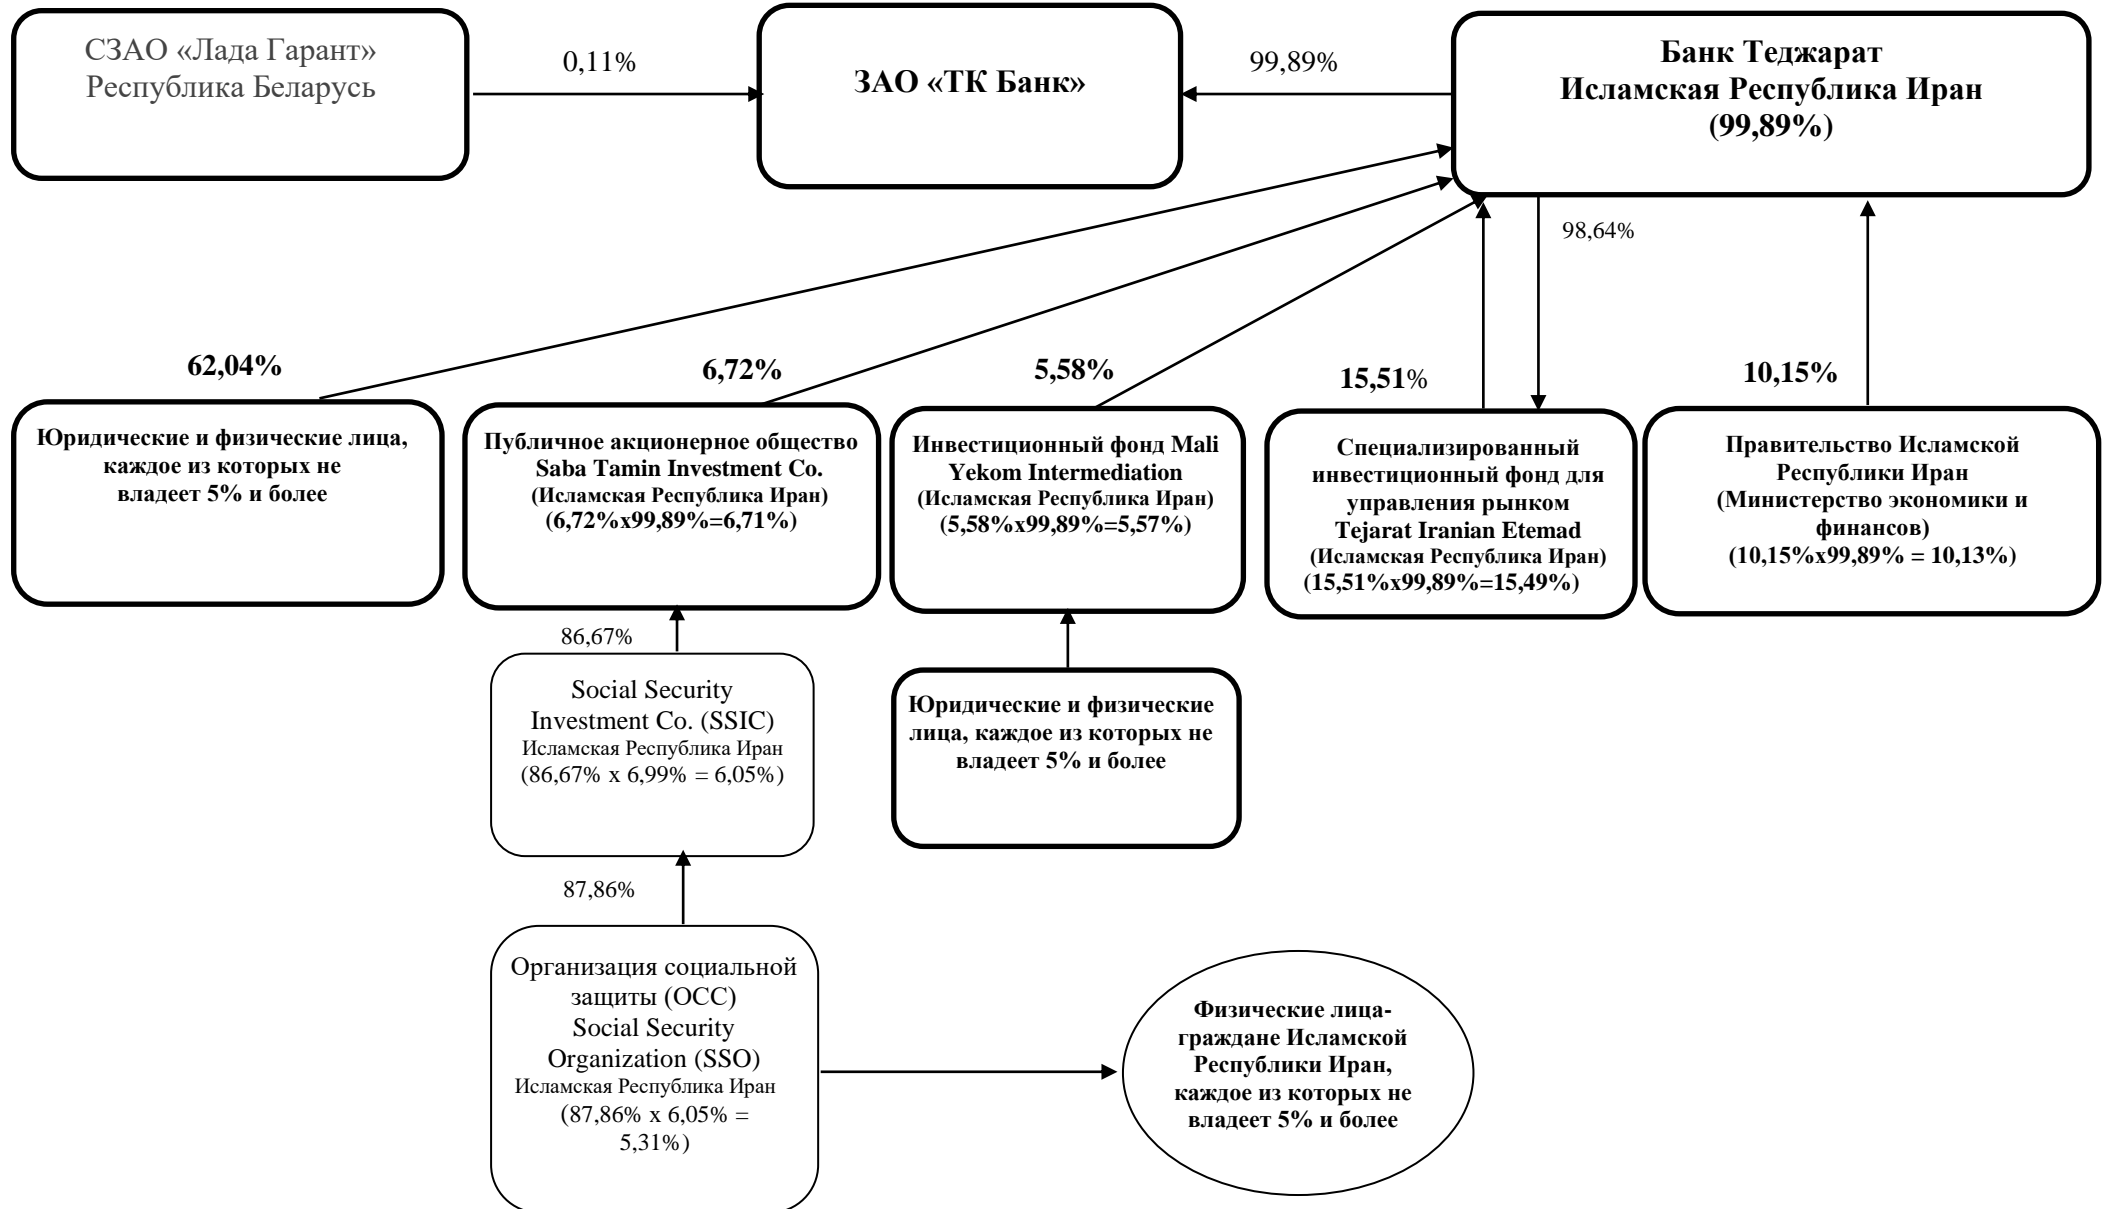 СЗАО «Лада Гарант»
Республика Беларусь
0,11%
ЗАО «ТК Банк»
99,89%
Банк Теджарат
Исламская Республика Иран
(99,89%)
98,64%
62,04%
6,72%
5,58%
15,51%
10,15%
Юридические и физические лица,
каждое из которых не
владеет 5% и более
Публичное акционерное общество
Saba Tamin Investment Co.
(Исламская Республика Иран)
(6,72%x99,89%=6,71%)
Инвестиционный фонд Mali
Yekom Intermediation
(Исламская Республика Иран)
(5,58%x99,89%=5,57%)
Специализированный
инвестиционный фонд для
управления рынком
Tejarat Iranian Etemad
(Исламская Республика Иран)
(15,51%x99,89%=15,49%)
Правительство Исламской
Республики Иран
(Министерство экономики и
финансов)
(10,15%x99,89% = 10,13%)
86,67%
Social Security
Investment Co. (SSIC)
Исламская Республика Иран
(86,67% x 6,99% = 6,05%)
Юридические и физические
лица, каждое из которых не
владеет 5% и более
87,86%
Организация социальной
защиты (ОСС)
Social Security
Organization (SSO)
Исламская Республика Иран
(87,86% x 6,05% =
5,31%)
Физические лица-
граждане Исламской
Республики Иран,
каждое из которых не
владеет 5% и более